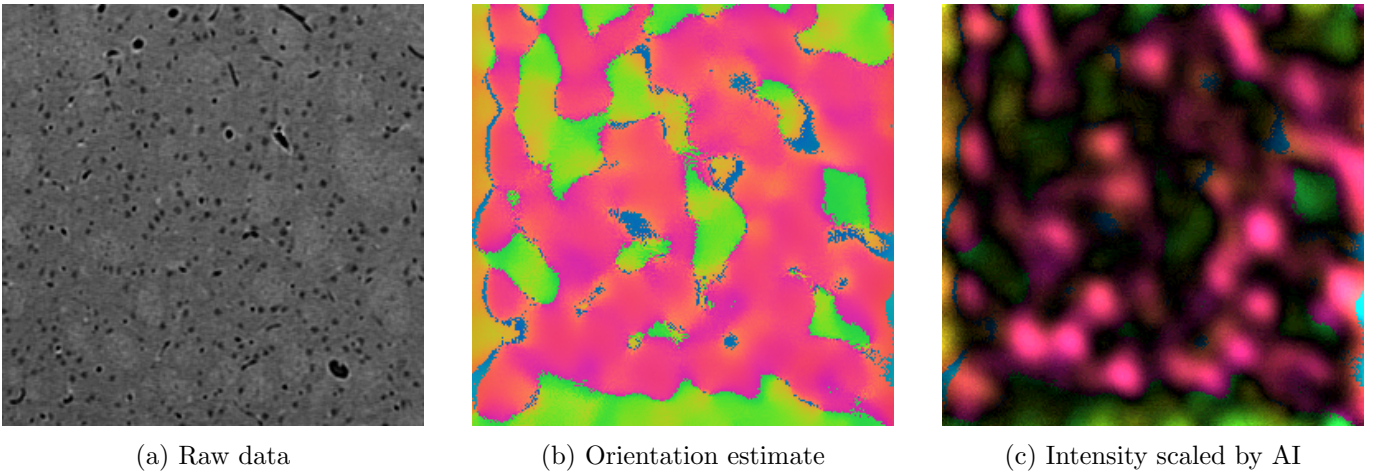 (a) Raw data
(b) Orientation estimate
(c) Intensity scaled by AI